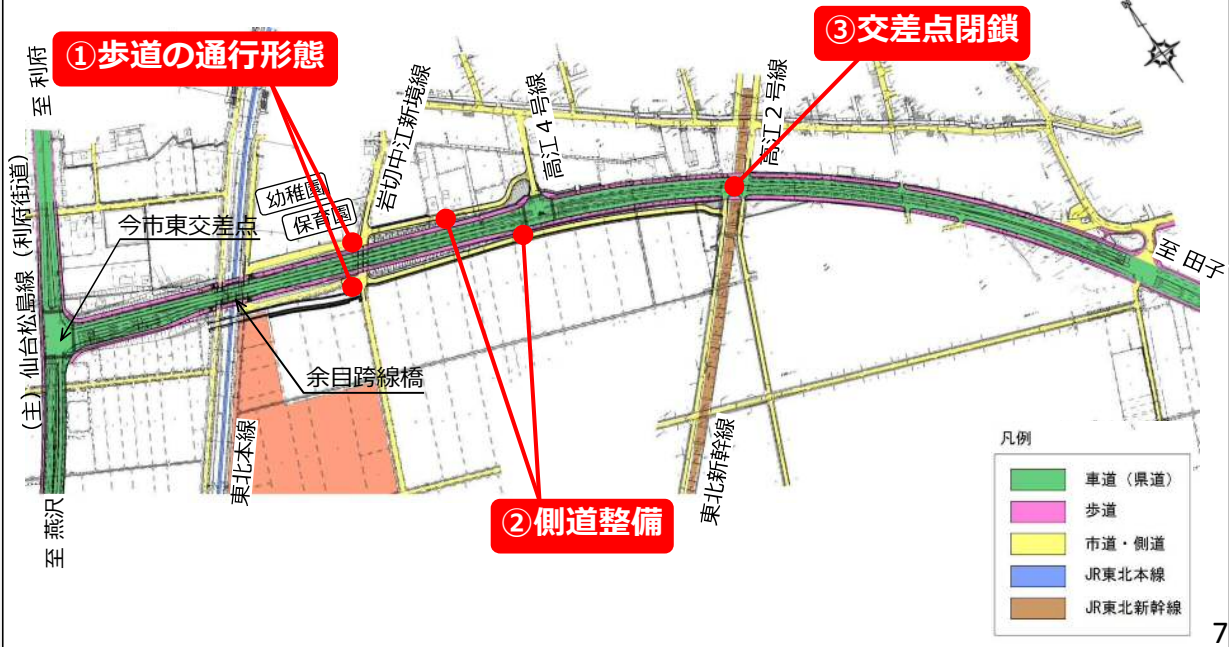 ①歩道の通行形態
③交差点閉鎖
至 利府
(主)仙台松島線(利府街道)
今市東交差点
幼稚園
保育園
岩切中江新境線
高江4号線
高江2号線
至 田子
余目跨線橋
東北本線
東北新幹線
至 燕沢
②側道整備
凡例
車道(県道)
歩道
市道・側道
JR東北本線
JR東北新幹線
7